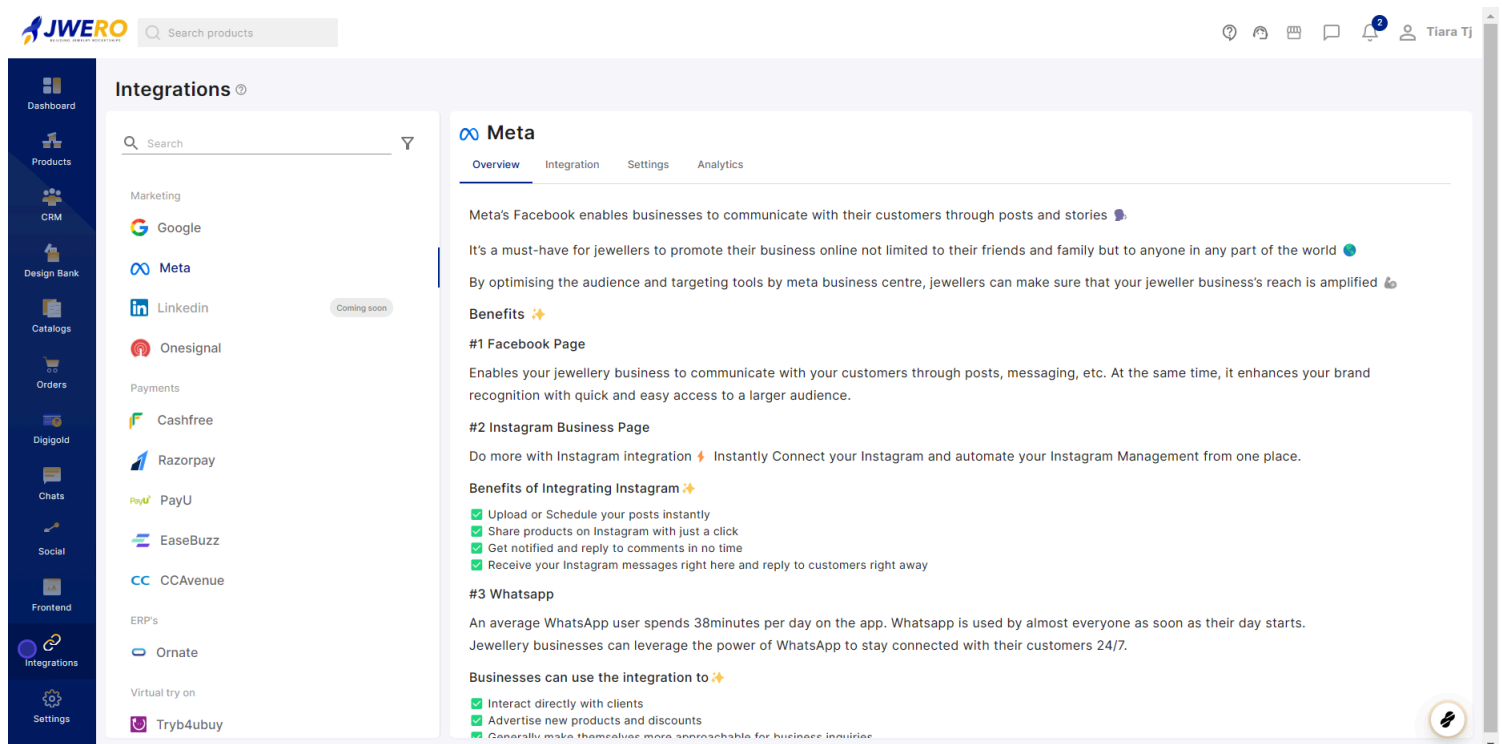 JWERO
Search products
2
Tiara Tj
Dashboard
Products
CRM
Design Bank
Catalogs
Orders
Digigold
Chats
Social
Frontend
Integrations
Settings
Integrations
Search
Marketing
Google
Meta
Linkedin
Coming soon
Onesignal
Payments
Cashfree
Razorpay
PayU PayU
EaseBuzz
CC CCAvenue
ERP's
Ornate
Virtual try on
Tryb4ubuy
Meta
Overview Integration Settings Analytics
Meta's Facebook enables businesses to communicate with their customers through posts and stories
It's a must-have for jewellers to promote their business online not limited to their friends and family but to anyone in any part of the world
By optimising the audience and targeting tools by meta business centre, jewellers can make sure that your jeweller business's reach is amplified
Benefits
#1 Facebook Page
Enables your jewellery business to communicate with your customers through posts, messaging, etc. At the same time, it enhances your brand
recognition with quick and easy access to a larger audience.
#2 Instagram Business Page
Do more with Instagram integration Instantly Connect your Instagram and automate your Instagram Management from one place.
Benefits of Integrating Instagram
Upload or Schedule your posts instantly
Share products on Instagram with just a click
Get notified and reply to comments in no time
Receive your Instagram messages right here and reply to customers right away
#3 Whatsapp
An average WhatsApp user spends 38minutes per day on the app. Whatsapp is used by almost everyone as soon as their day starts.
Jewellery businesses can leverage the power of WhatsApp to stay connected with their customers 24/7.
Businesses can use the integration to
Interact directly with clients
Advertise new products and discounts
Generally make themselves more approachable for business inquiries